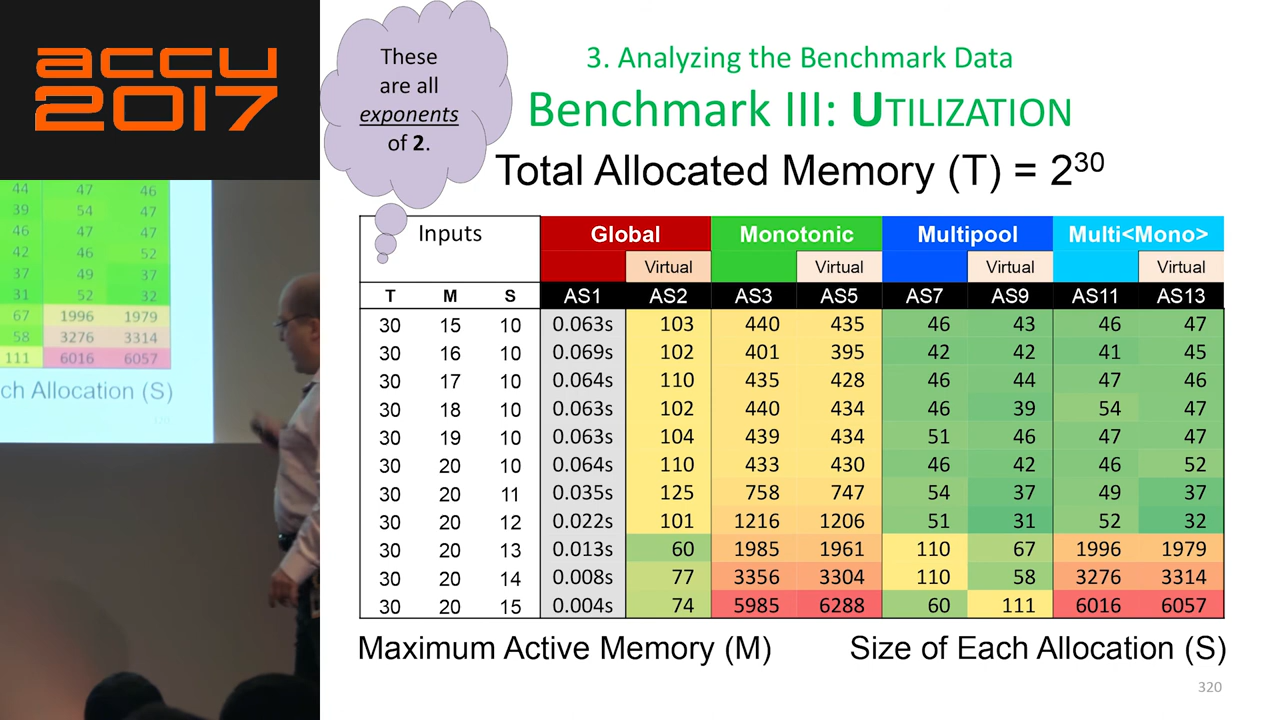 accu
2017
These
are all
exponents
of 2.
3. Analyzing the Benchmark Data
Benchmark III: UTILIZATION
Total Allocated Memory (T) = 2³⁰
Inputs Global Monotonic Multipool Multi<Mono>
Virtual Virtual Virtual Virtual
T M S AS1 AS2 AS3 AS5 AS7 AS9 AS11 AS13
30 15 10 0.063s 103 440 435 46 43 46 47
30 16 10 0.069s 102 401 395 42 42 41 45
30 17 10 0.064s 110 435 428 46 44 47 46
30 18 10 0.063s 102 440 434 46 39 54 47
30 19 10 0.063s 104 439 434 51 46 47 47
30 20 10 0.064s 110 433 430 46 42 46 52
30 20 11 0.035s 125 758 747 54 37 49 37
30 20 12 0.022s 101 1216 1206 51 31 52 32
30 20 13 0.013s 60 1985 1961 110 67 1996 1979
30 20 14 0.008s 77 3356 3304 110 58 3276 3314
30 20 15 0.004s 74 5985 6288 60 111 6016 6057
Maximum Active Memory (M) Size of Each Allocation (S)
320
44 47 46
39 54 47
46 47 47
42 46 52
37 49 37
31 52 32
67 1996 1979
58 3276 3314
111 6016 6057
ch Allocation (S)